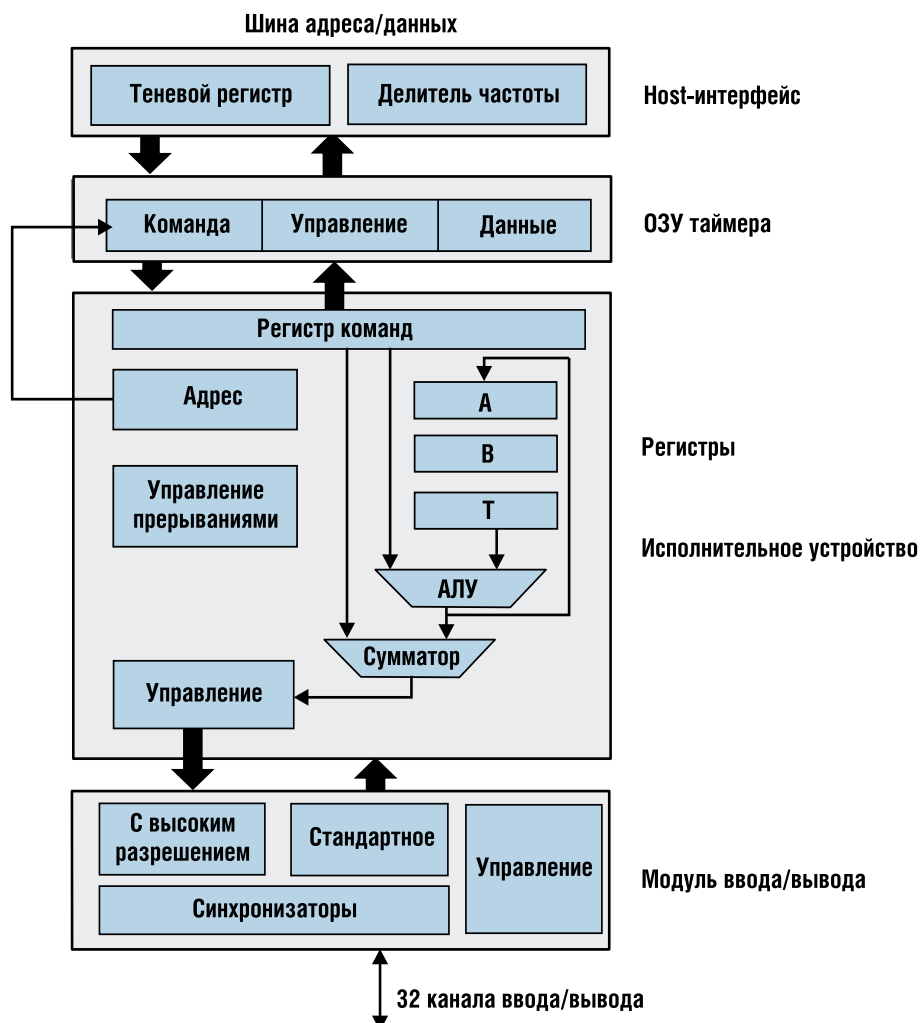 Шина адреса/данных
Теневой регистр
Делитель частоты
Host-интерфейс
Команда
Управление
Данные
ОЗУ таймера
Регистр команд
Адрес
A
B
T
Регистры
Управление
прерываниями
Исполнительное устройство
АЛУ
Сумматор
Управление
С высоким
разрешением
Стандартное
Управление
Синхронизаторы
Модуль ввода/вывода
32 канала ввода/вывода